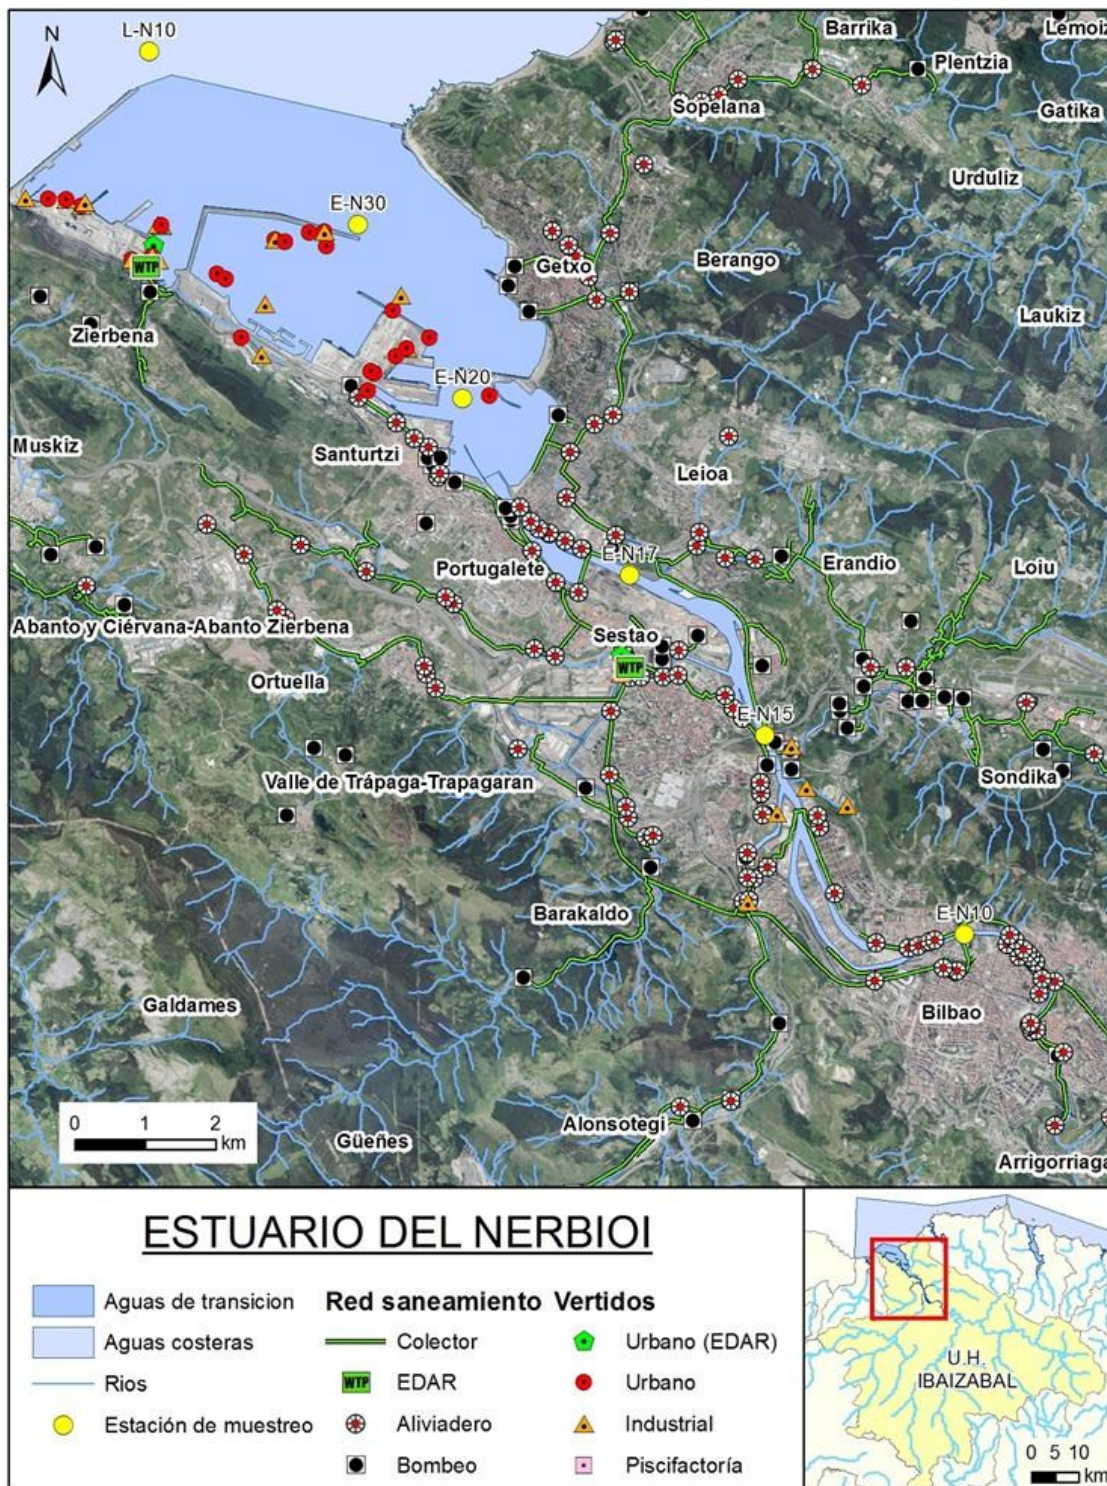 L-N10
N
Barrika
Lemoiz
Plentzia
Sopelana
Gatika
Urduliz
E-N30
Getxo
Berango
WTP
Laukiz
Zierbena
E-N20
Muskiz
Santurtzi
Leioa
E-N17
Portugalete
Erandio
Loiu
Abanto y Ciérvana-Abanto Zierbena
Sestao
WTP
Ortuella
E-N15
Valle de Trápaga-Trapagaran
Sondika
Barakaldo
E-N10
Galdames
Bilbao
0 1 2
km
Alonsotegi
Güeñes
Arrigorriaga
ESTUARIO DEL NERBIOI
Aguas de transicion
Aguas costeras
Rios
Estación de muestreo
Red saneamiento
Colector
WTP EDAR
Aliviadero
Bombeo
Vertidos
Urbano (EDAR)
Urbano
Industrial
Piscifactoría
U.H.
IBAIZABAL
0 5 10
km